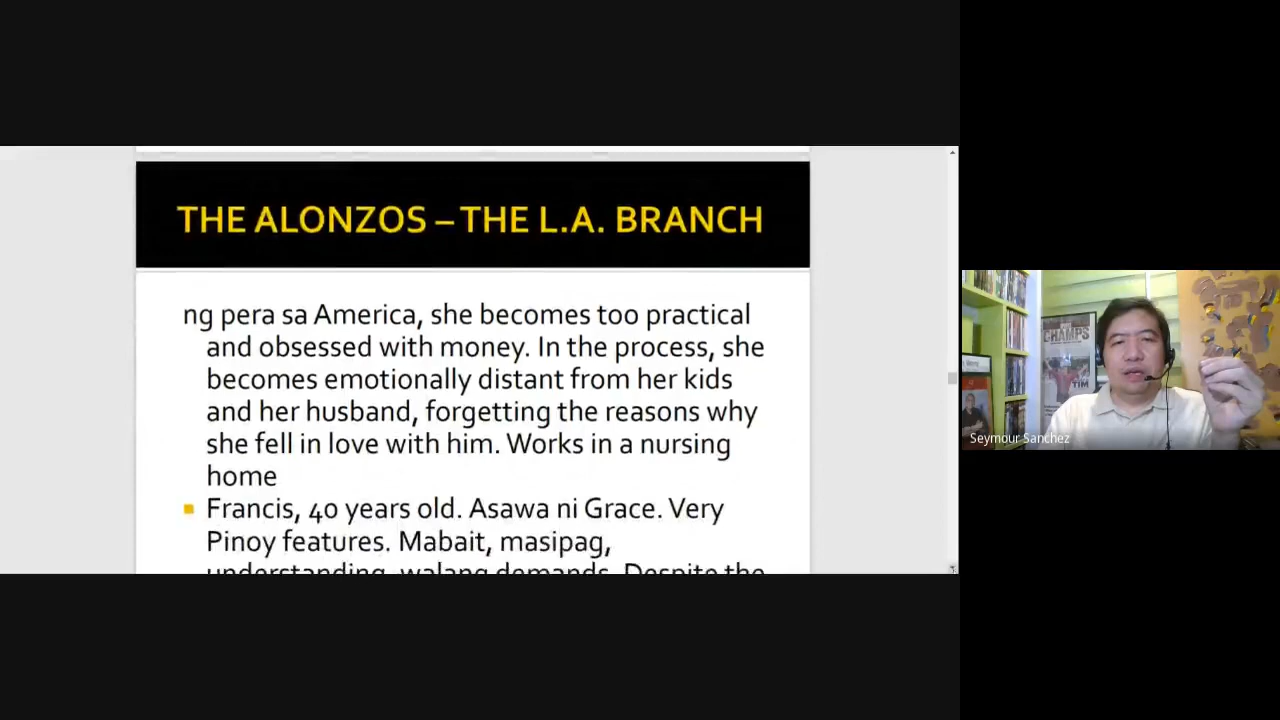 THE ALONZOS – THE L.A. BRANCH
ng pera sa America, she becomes too practical
and obsessed with money. In the process, she
becomes emotionally distant from her kids
and her husband, forgetting the reasons why
she fell in love with him. Works in a nursing
home
Francis, 40 years old. Asawa ni Grace. Very
Pinoy features. Mabait, masipag,
understanding, walang demands. Despite the
CHAMPS
TIM
Seymour Sanchez